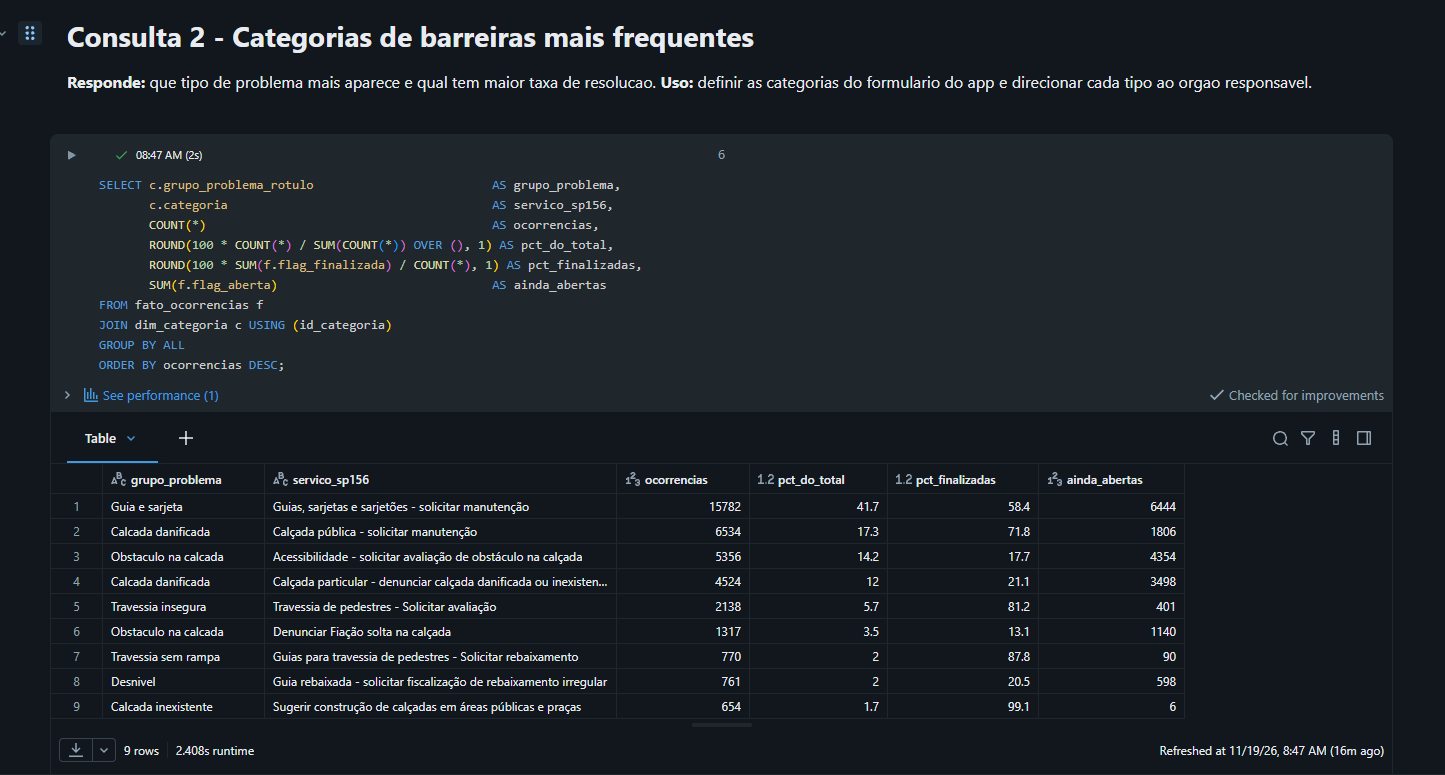 Consulta 2 - Categorias de barreiras mais frequentes
Responde: que tipo de problema mais aparece e qual tem maior taxa de resolucao. Uso: definir as categorias do formulario do app e direcionar cada tipo ao orgao responsavel.
08:47 AM (2s) 6
SELECT c.grupo_problema_rotulo AS grupo_problema,
c.categoria AS servico_sp156,
COUNT(*) AS ocorrencias,
ROUND(100 * COUNT(*) / SUM(COUNT(*)) OVER (), 1) AS pct_do_total,
ROUND(100 * SUM(f.flag_finalizada) / COUNT(*), 1) AS pct_finalizadas,
SUM(f.flag_aberta) AS ainda_abertas
FROM fato_ocorrencias f
JOIN dim_categoria c USING (id_categoria)
GROUP BY ALL
ORDER BY ocorrencias DESC;
See performance (1) Checked for improvements
Table
grupo_problema servico_sp156 ocorrencias 1.2 pct_do_total 1.2 pct_finalizadas ainda_abertas
1 Guia e sarjeta Guias, sarjetas e sarjetões - solicitar manutenção 15782 41.7 58.4 6444
2 Calcada danificada Calçada pública - solicitar manutenção 6534 17.3 71.8 1806
3 Obstaculo na calcada Acessibilidade - solicitar avaliação de obstáculo na calçada 5356 14.2 17.7 4354
4 Calcada danificada Calçada particular - denunciar calçada danificada ou inexisten... 4524 12 21.1 3498
5 Travessia insegura Travessia de pedestres - Solicitar avaliação 2138 5.7 81.2 401
6 Obstaculo na calcada Denunciar Fiação solta na calçada 1317 3.5 13.1 1140
7 Travessia sem rampa Guias para travessia de pedestres - Solicitar rebaixamento 770 2 87.8 90
8 Desnivel Guia rebaixada - solicitar fiscalização de rebaixamento irregular 761 2 20.5 598
9 Calcada inexistente Sugerir construção de calçadas em áreas públicas e praças 654 1.7 99.1 6
9 rows 2.408s runtime Refreshed at 11/19/26, 8:47 AM (16m ago)